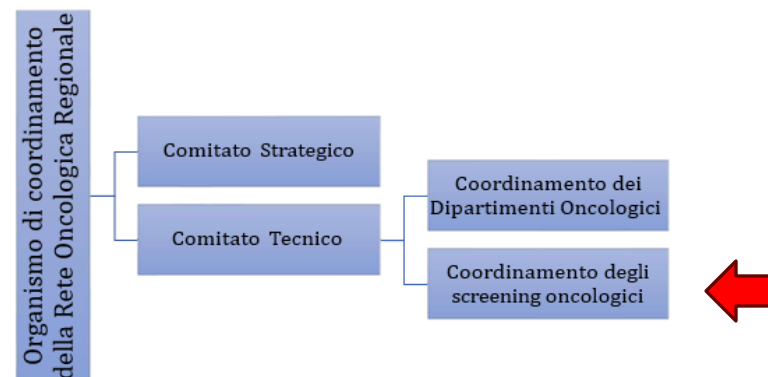 Organismo di coordinamento
della Rete Oncologica Regionale
Comitato Strategico
Comitato Tecnico
Coordinamento dei
Dipartimenti Oncologici
Coordinamento degli
screening oncologici